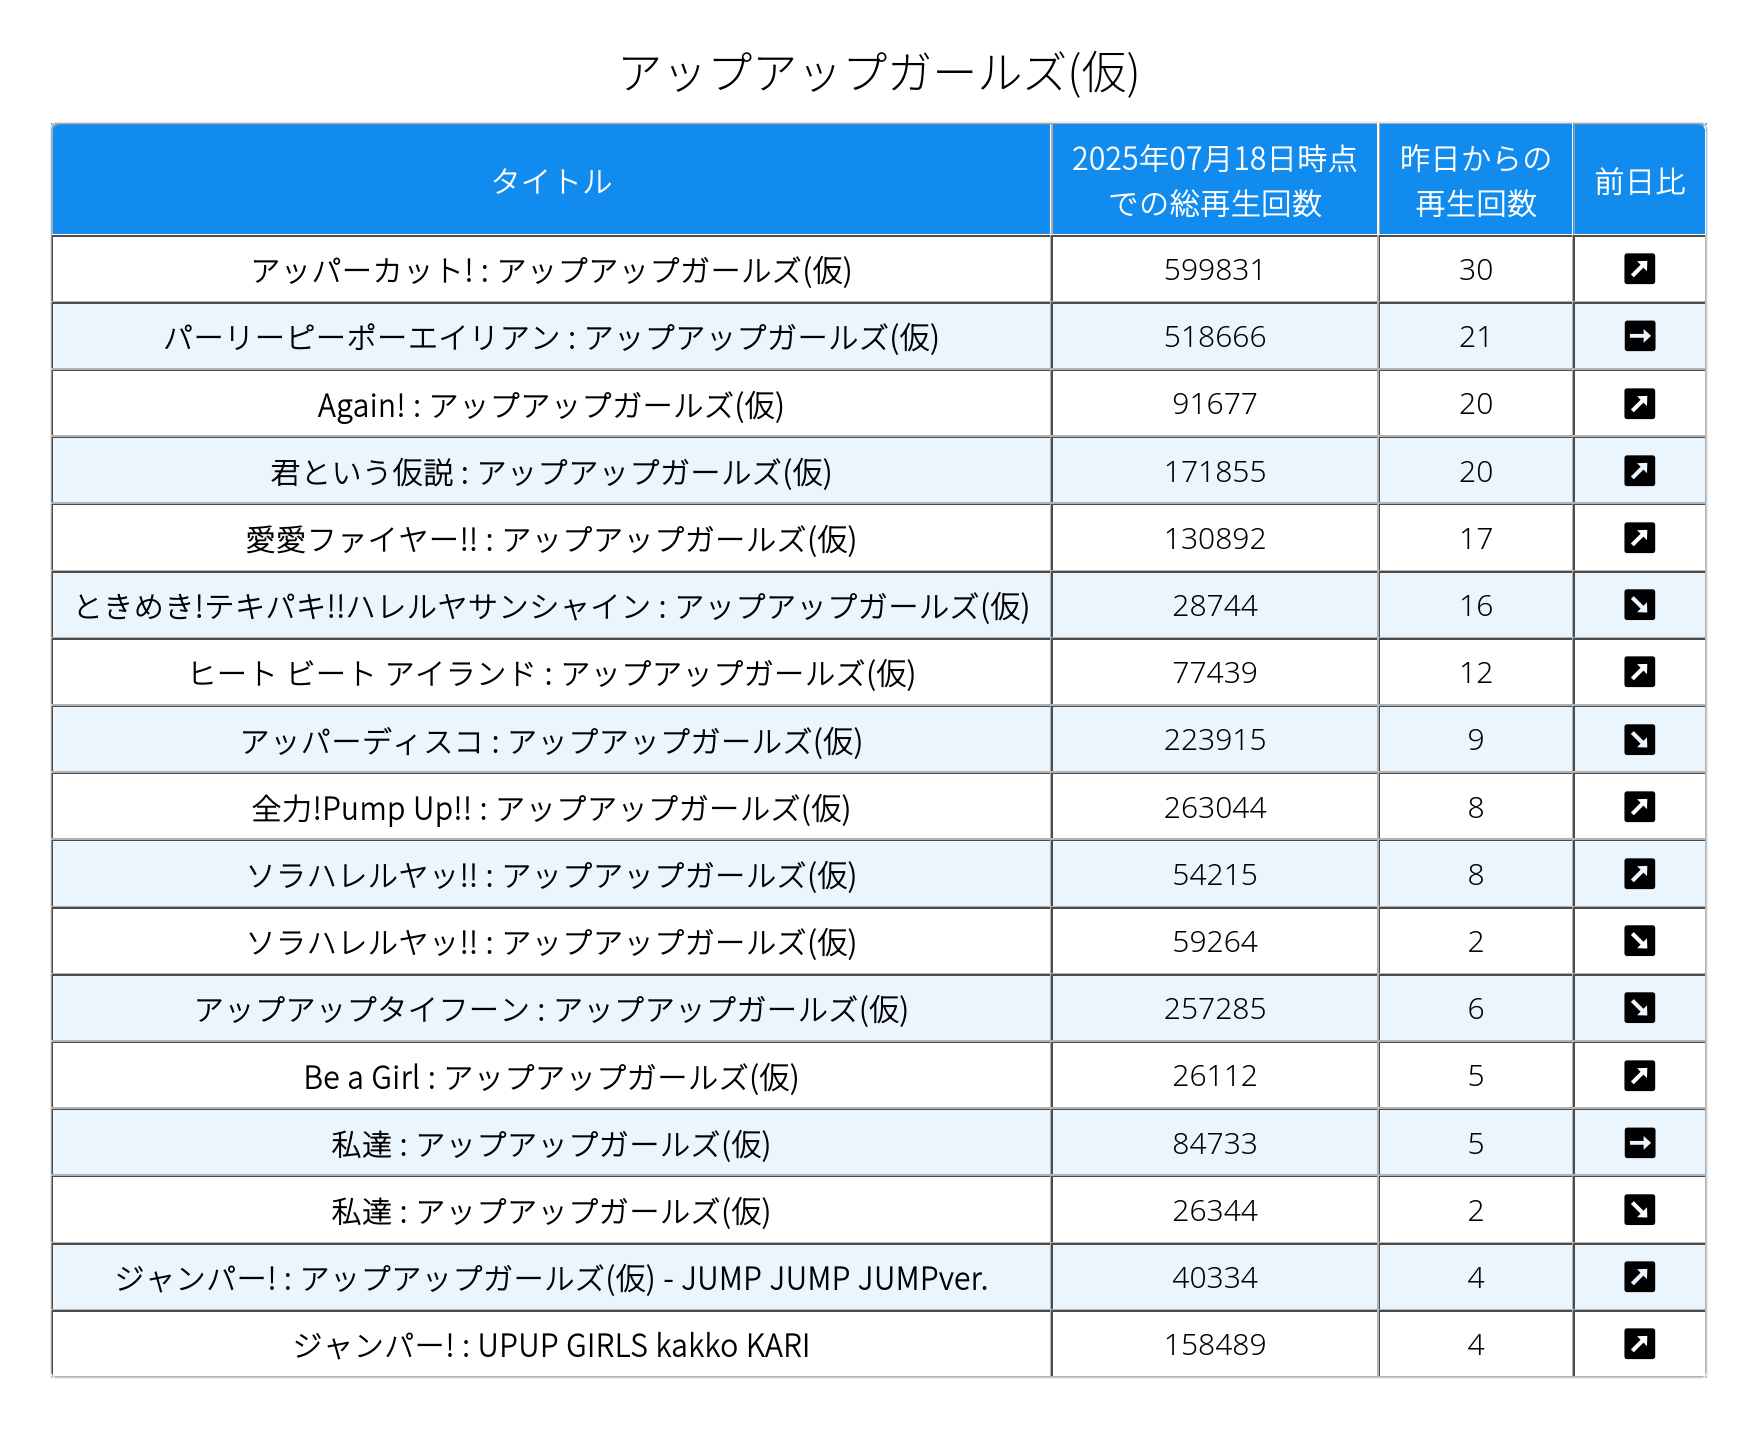 アップアップガールズ(仮)
タイトル 2025年07月18日時点 での総再生回数 昨日からの 再生回数 前日比
アッパーカット! : アップアップガールズ(仮) 599831 30 ↗
パーリーピーポーエイリアン : アップアップガールズ(仮) 518666 21 ➡
Again! : アップアップガールズ(仮) 91677 20 ↗
君という仮説 : アップアップガールズ(仮) 171855 20 ↗
愛愛ファイヤー!! : アップアップガールズ(仮) 130892 17 ↗
ときめき!テキパキ!!ハレルヤサンシャイン : アップアップガールズ(仮) 28744 16 ↘
ヒート ビート アイランド : アップアップガールズ(仮) 77439 12 ↗
アッパーディスコ : アップアップガールズ(仮) 223915 9 ↘
全力!Pump Up!! : アップアップガールズ(仮) 263044 8 ↗
ソラハレルヤッ!! : アップアップガールズ(仮) 54215 8 ↗
ソラハレルヤッ!! : アップアップガールズ(仮) 59264 2 ↘
アップアップタイフーン : アップアップガールズ(仮) 257285 6 ↘
Be a Girl : アップアップガールズ(仮) 26112 5 ↗
私達 : アップアップガールズ(仮) 84733 5 ➡
私達 : アップアップガールズ(仮) 26344 2 ↘
ジャンパー! : アップアップガールズ(仮) - JUMP JUMP JUMPver. 40334 4 ↗
ジャンパー! : UPUP GIRLS kakko KARI 158489 4 ↗